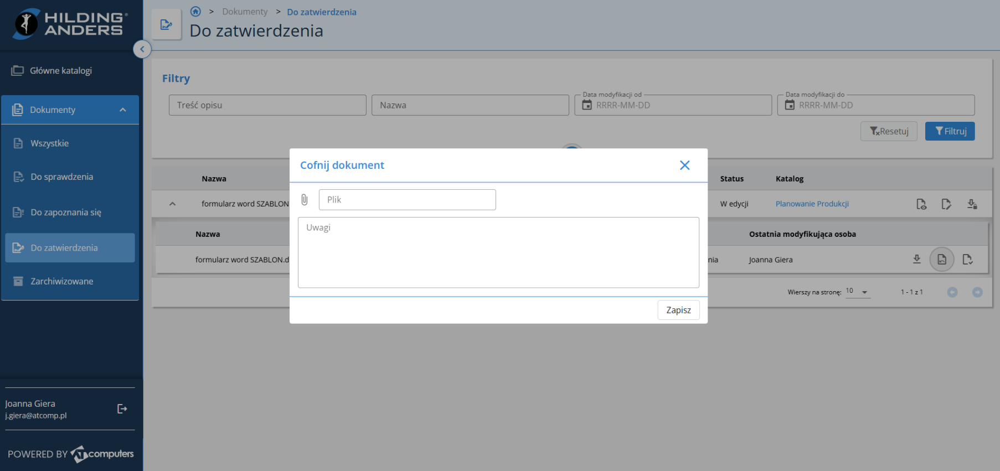 HILDING®
ANDERS
> Dokumenty > Do zatwierdzenia
Do zatwierdzenia
Główne katalogi
Dokumenty
Wszystkie
Do sprawdzenia
Do zapoznania się
Do zatwierdzenia
Zarchiwizowane
Joanna Giera
j.giera@atcomp.pl
POWERED BY AT computers
Filtry
Treść opisu
Nazwa
Data modyfikacji od
RRRR-MM-DD
Data modyfikacji do
RRRR-MM-DD
Resetuj
Filtruj
Nazwa Status Katalog
formularz word SZABLON W edycji Planowanie Produkcji
Nazwa Ostatnia modyfikująca osoba
formularz word SZABLON.d nia Joanna Giera
Wierszy na stronę: 10 1 - 1 z 1
Cofnij dokument
Plik
Uwagi
Zapisz